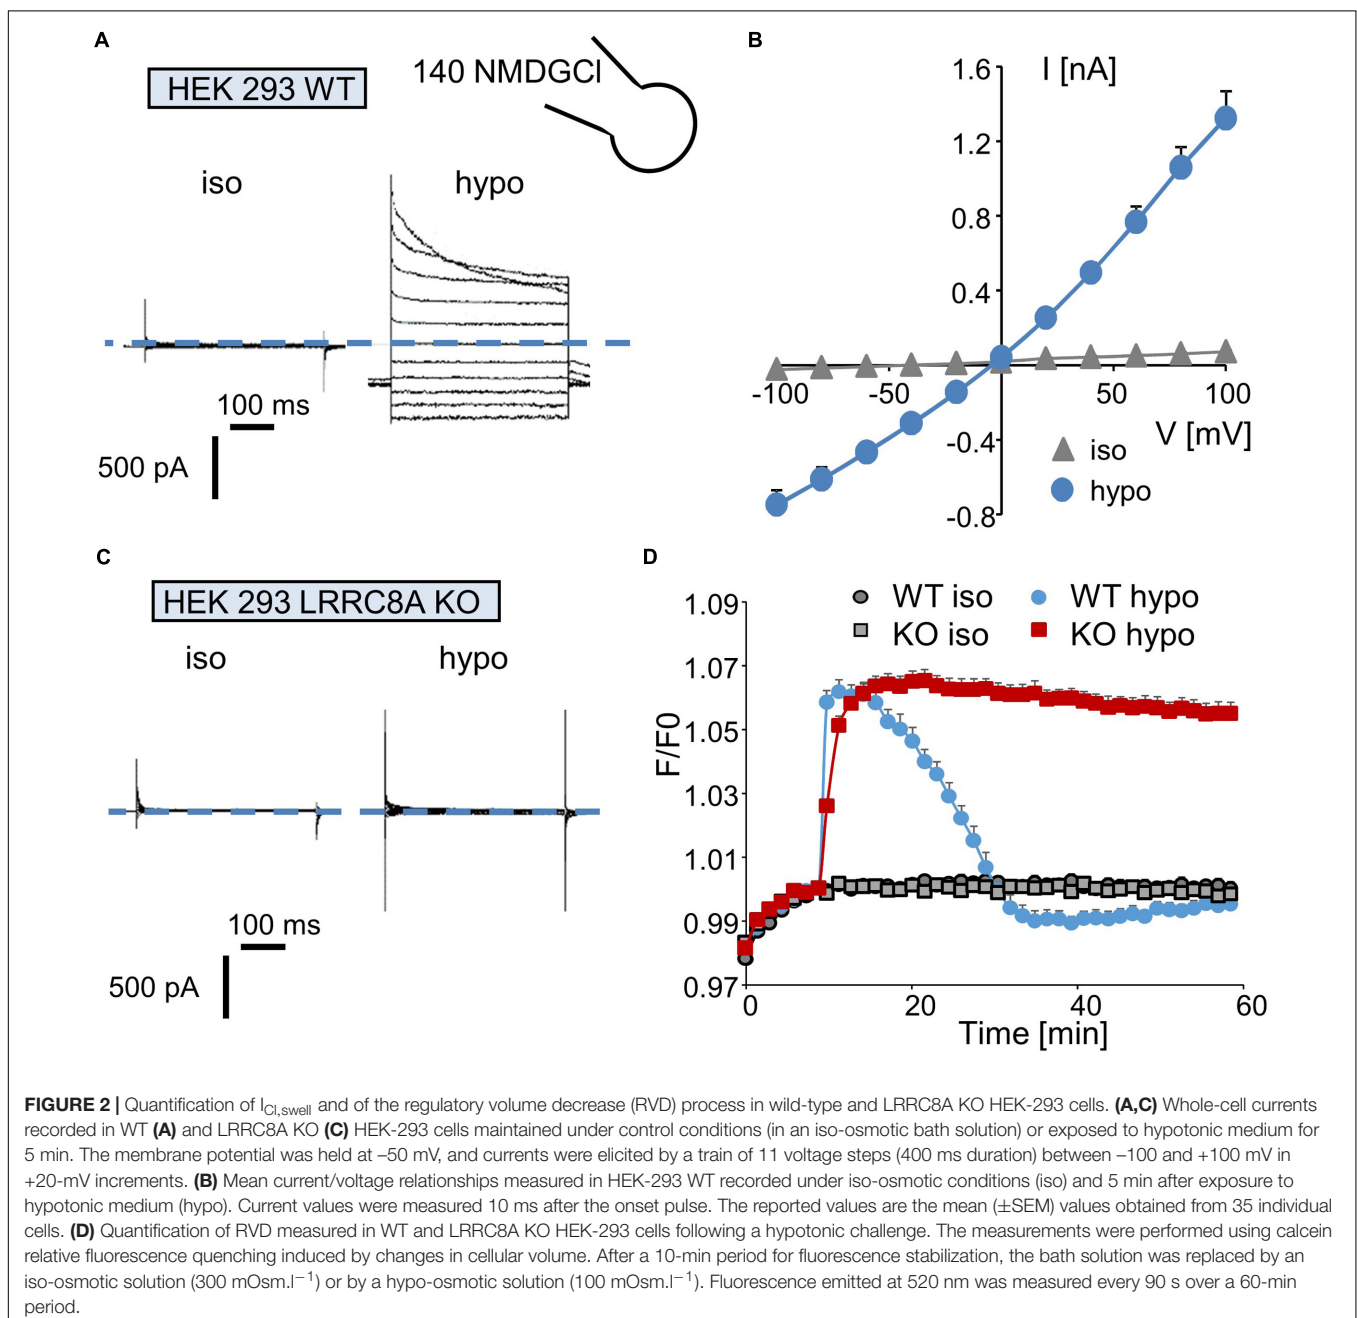 A
HEK 293 WT
140 NMDGCl
iso
hypo
100 ms
500 pA
B
I [nA]
1.6
1.2
0.8
0.4
-0.4
-0.8
-100
-50
50
100
V [mV]
iso
hypo
C
HEK 293 LRRC8A KO
iso
hypo
100 ms
500 pA
D
WT iso
WT hypo
KO iso
KO hypo
F/F0
1.09
1.07
1.05
1.03
1.01
0.99
0.97
0
20
40
60
Time [min]
FIGURE 2 | Quantification of ICl,swell and of the regulatory volume decrease (RVD) process in wild-type and LRRC8A KO HEK-293 cells. (A,C) Whole-cell currents
recorded in WT (A) and LRRC8A KO (C) HEK-293 cells maintained under control conditions (in an iso-osmotic bath solution) or exposed to hypotonic medium for
5 min. The membrane potential was held at –50 mV, and currents were elicited by a train of 11 voltage steps (400 ms duration) between –100 and +100 mV in
+20-mV increments. (B) Mean current/voltage relationships measured in HEK-293 WT recorded under iso-osmotic conditions (iso) and 5 min after exposure to
hypotonic medium (hypo). Current values were measured 10 ms after the onset pulse. The reported values are the mean (±SEM) values obtained from 35 individual
cells. (D) Quantification of RVD measured in WT and LRRC8A KO HEK-293 cells following a hypotonic challenge. The measurements were performed using calcein
relative fluorescence quenching induced by changes in cellular volume. After a 10-min period for fluorescence stabilization, the bath solution was replaced by an
iso-osmotic solution (300 mOsm.l−1) or by a hypo-osmotic solution (100 mOsm.l−1). Fluorescence emitted at 520 nm was measured every 90 s over a 60-min
period.